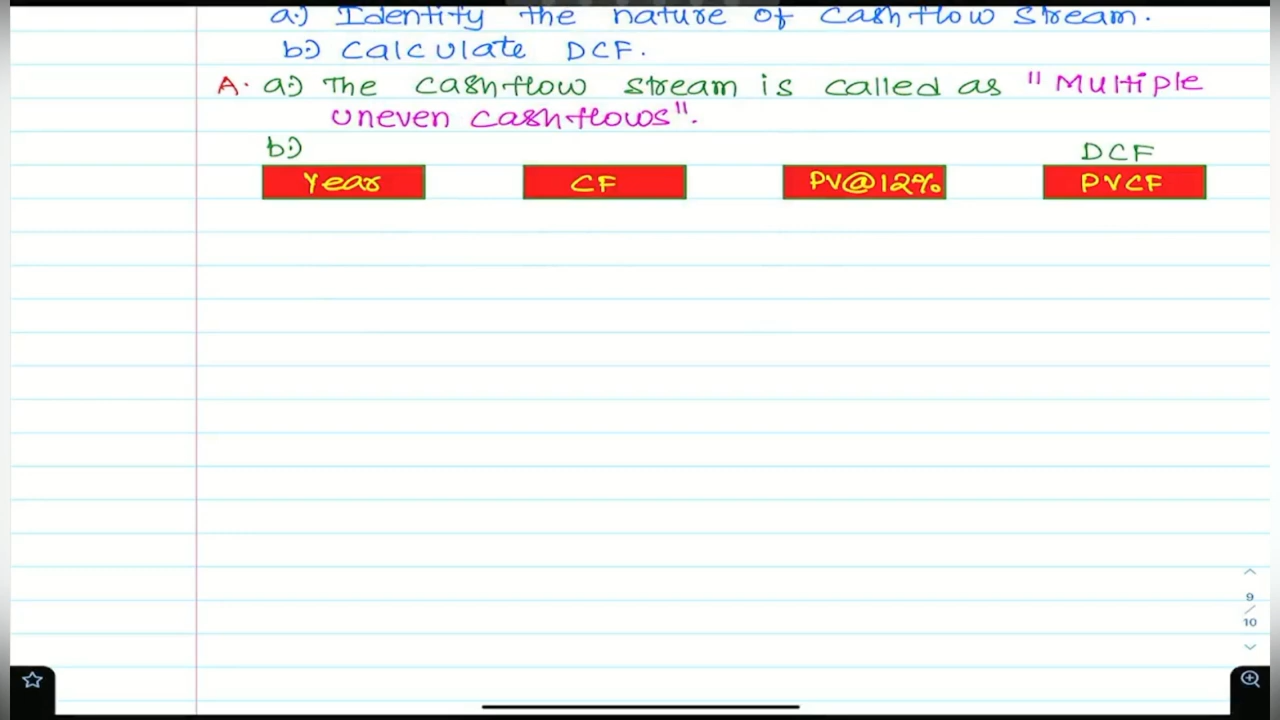 a:) Identify the nature of Cashflow Stream.
b:) Calculate DCF.
A. a:) The Cashflow stream is called as "Multiple
uneven Cashflows".
b:) DCF
Year CF PV@12% PVCF
9
/
10